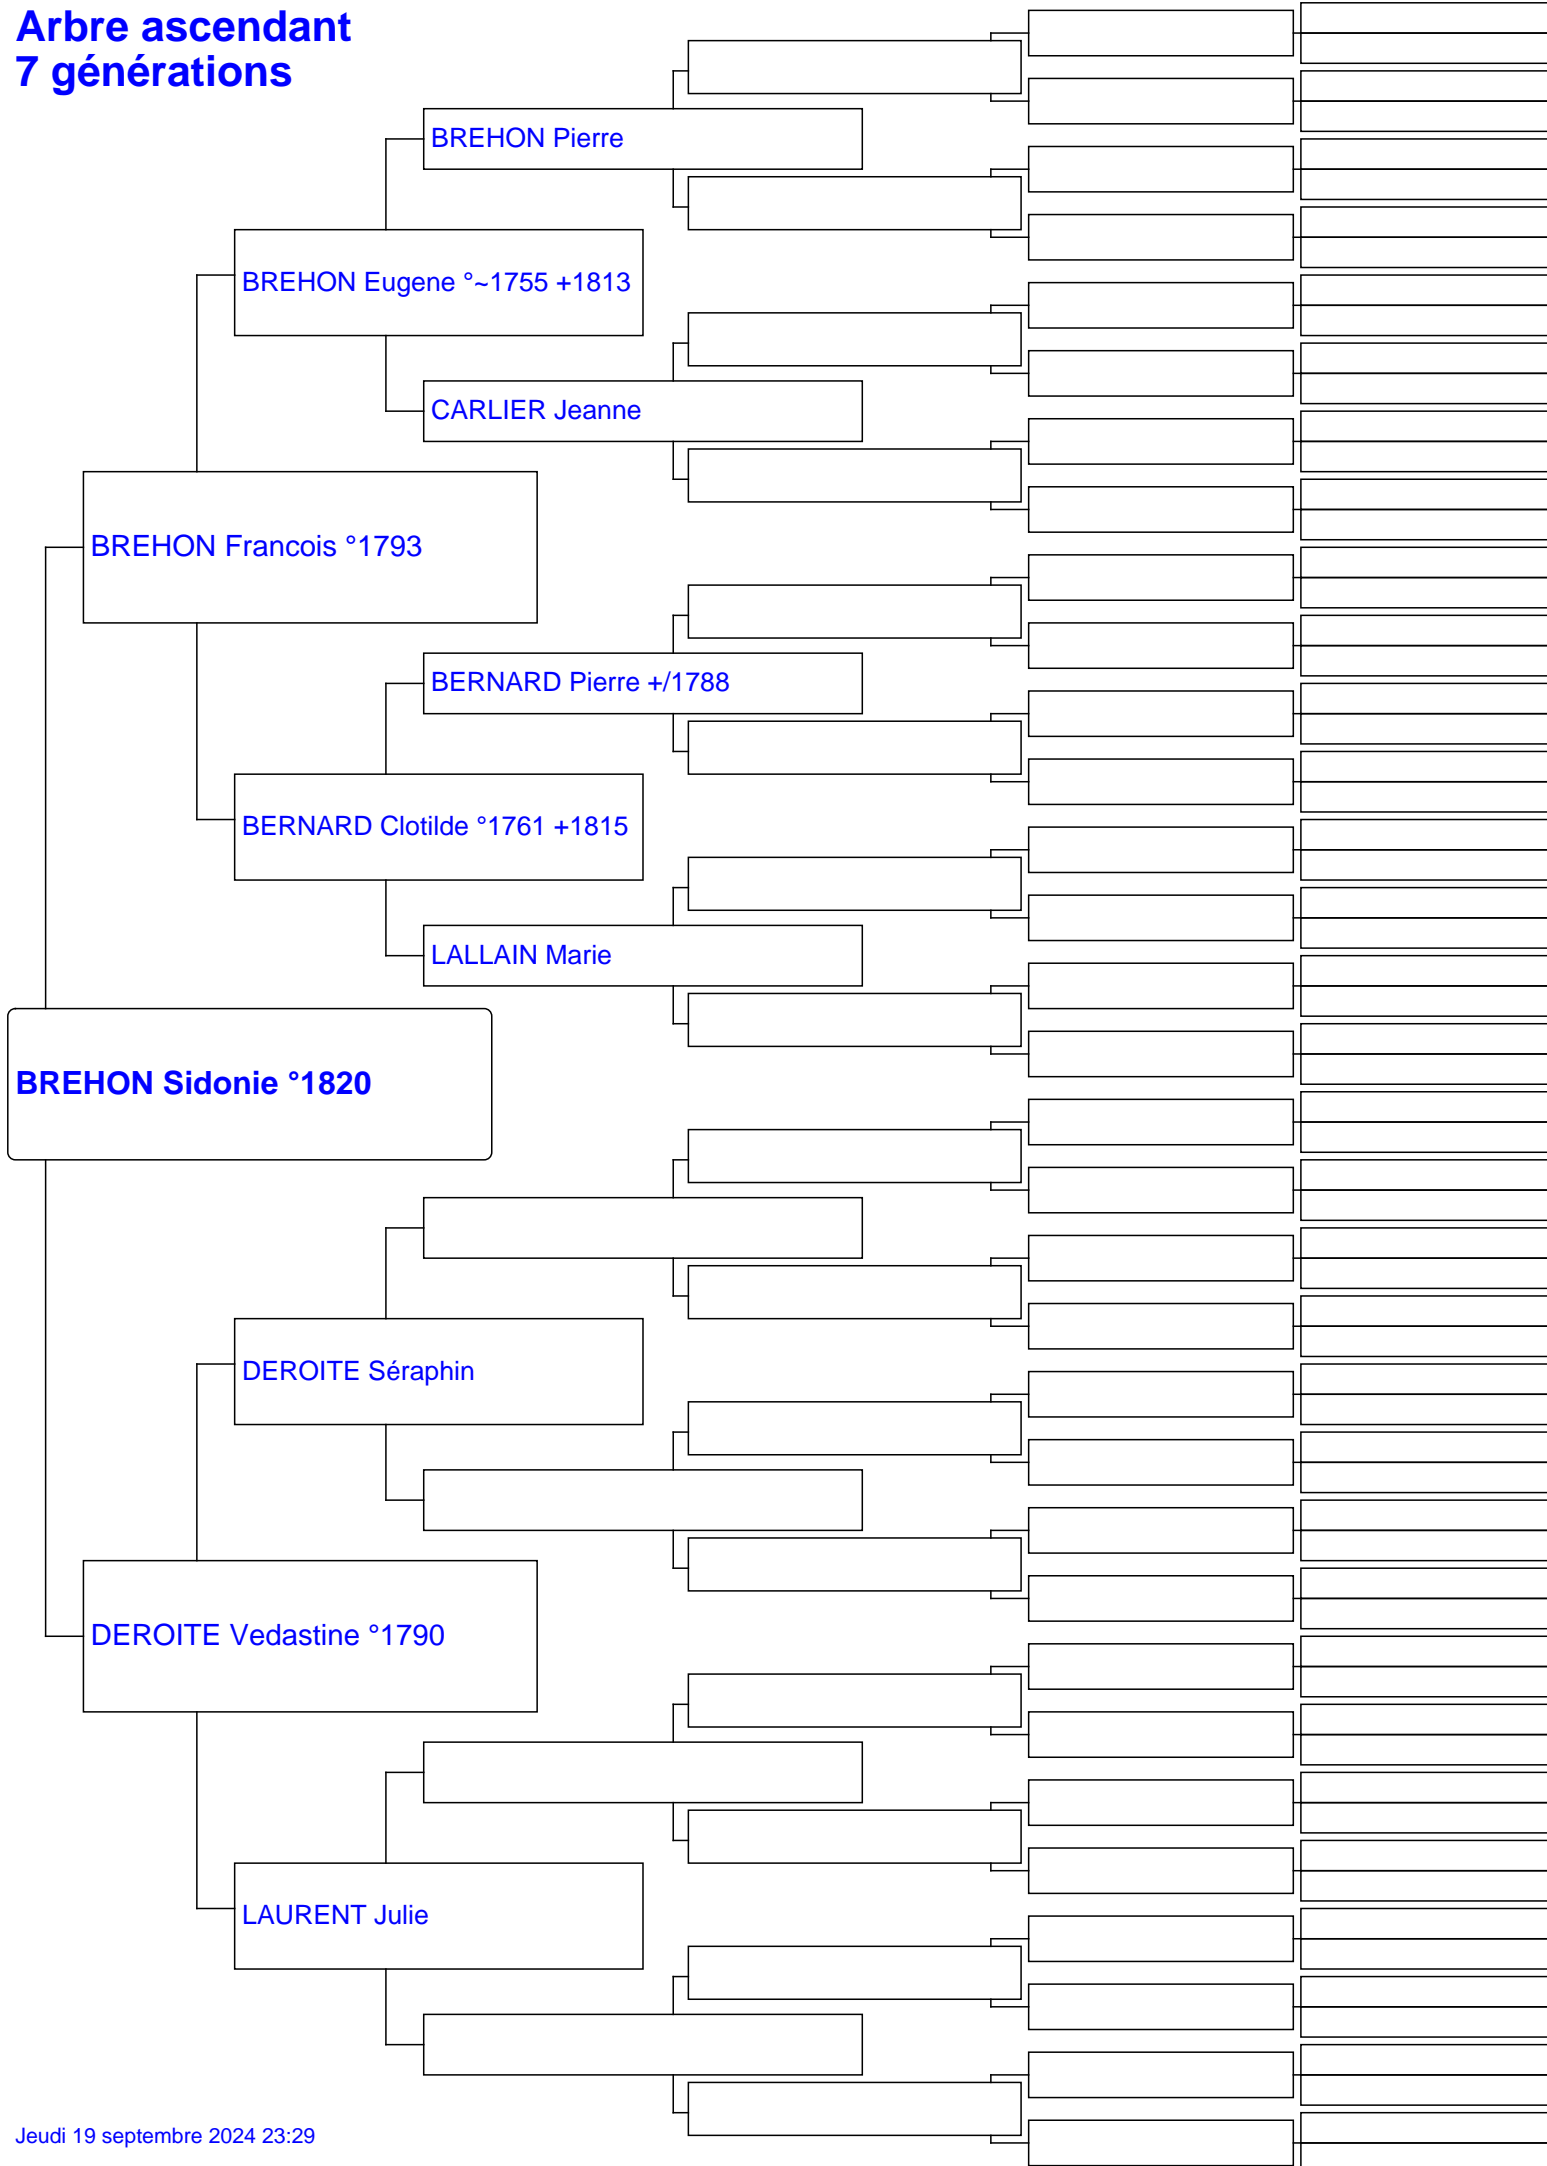 Arbre ascendant
7 générations
BREHON Pierre
BREHON Eugene °~1755 +1813
CARLIER Jeanne
BREHON Francois °1793
BERNARD Pierre +/1788
BERNARD Clotilde °1761 +1815
LALLAIN Marie
BREHON Sidonie °1820
DEROITE Séraphin
DEROITE Vedastine °1790
LAURENT Julie
Jeudi 19 septembre 2024 23:29